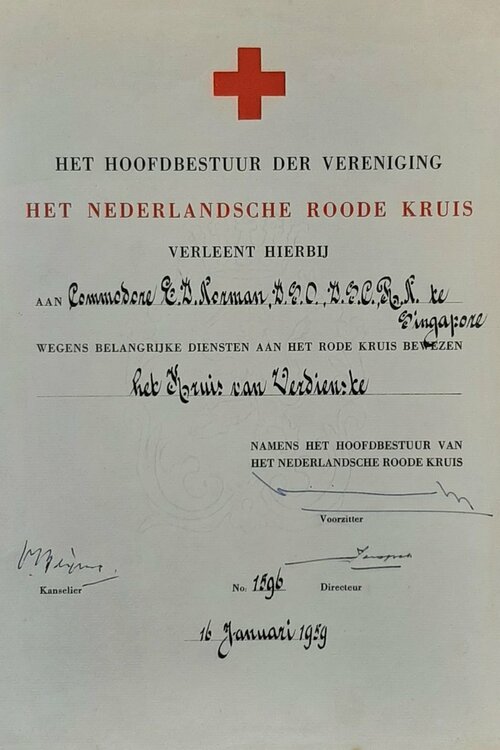 HET HOOFDBESTUUR DER VERENIGING
HET NEDERLANDSCHE ROODE KRUIS
VERLEENT HIERBIJ
AAN Commodore E.D. Norman, D.S.O., D.S.C., R.N. te
Singapore
WEGENS BELANGRIJKE DIENSTEN AAN HET RODE KRUIS BEWEZEN
het Kruis van Verdienste
NAMENS HET HOOFDBESTUUR VAN
HET NEDERLANDSCHE ROODE KRUIS
Voorzitter
Kanselier
No. 1596 Directeur
16 Januari 1959